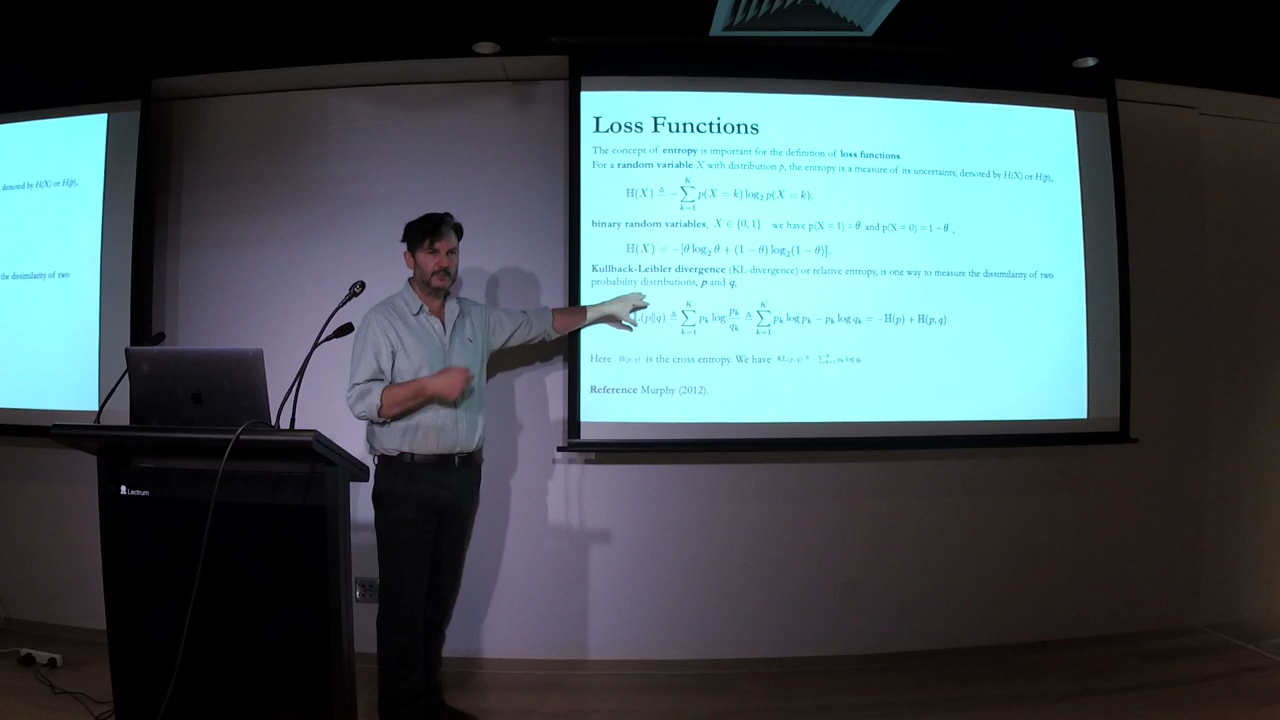 denoted by H(X) or H(p),
the dissimilarity of two
Lectrum
Loss Functions
The concept of entropy is important for the definition of loss functions.
For a random variable X with distribution p, the entropy is a measure of its uncertainty, denoted by H(X) or H(p),
H(X) ≜ −∑_{k=1}^{K} p(X = k) log₂ p(X = k).
binary random variables, X ∈ {0, 1} we have p(X = 1) = θ and p(X = 0) = 1 - θ ,
H(X) = −[θ log₂ θ + (1 − θ) log₂(1 − θ)].
Kullback-Leibler divergence (KL divergence) or relative entropy, is one way to measure the dissimilarity of two
probability distributions, p and q,
L(p‖q) ≜ ∑_{k=1}^{K} p_k log p_k/q_k ≜ ∑_{k=1}^{K} p_k log p_k − p_k log q_k = −H(p) + H(p, q)
Here H(p, q) is the cross entropy. We have
Reference Murphy (2012).